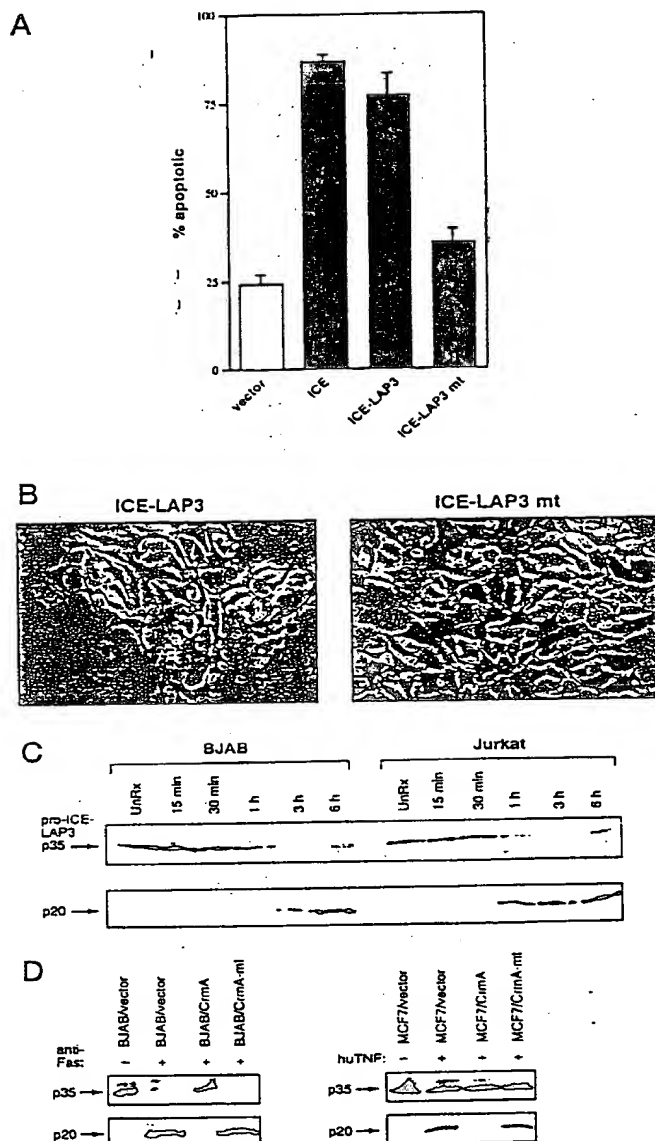 A
100
75
50
25
0
% apoptotic
vector
ICE
ICE-LAP3
ICE-LAP3 mt
B
ICE-LAP3
ICE-LAP3 mt
C
BJAB
Jurkat
UnRx
15 min
30 min
1 h
3 h
6 h
UnRx
15 min
30 min
1 h
3 h
6 h
pro-ICE-
LAP3
p35
p20
D
BJAB/vector
BJAB/vector
BJAB/CrmA
BJAB/CrmA-mt
anti-
Fas:
-
+
+
+
p35
p20
MCF7/vector
MCF7/vector
MCF7/CrmA
MCF7/CrmA-mt
huTNF:
-
+
+
+
p35
p20